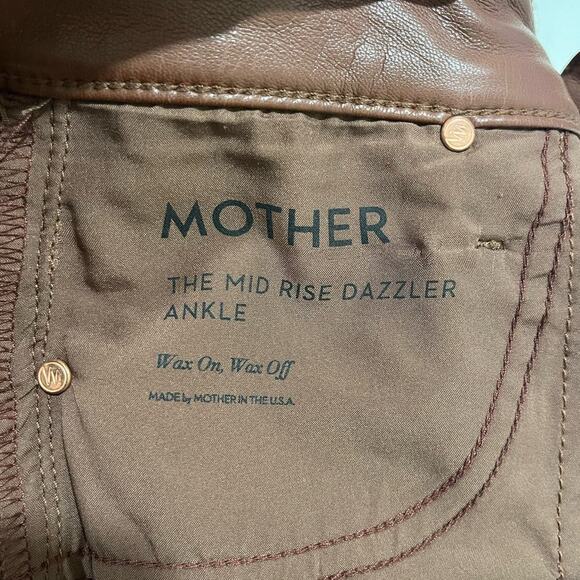 MOTHER
THE MID RISE DAZZLER
ANKLE
Wax On, Wax Off
MADE by MOTHER IN THE U.S.A.